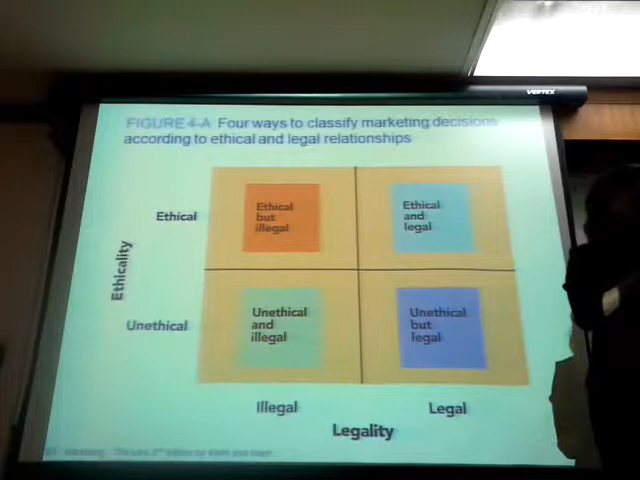 VERTEX
FIGURE 4-A Four ways to classify marketing decisions
according to ethical and legal relationships
Ethicality
Ethical
Ethical
but
illegal
Ethical
and
legal
Unethical
Unethical
and
illegal
Unethical
but
legal
Illegal
Legal
Legality